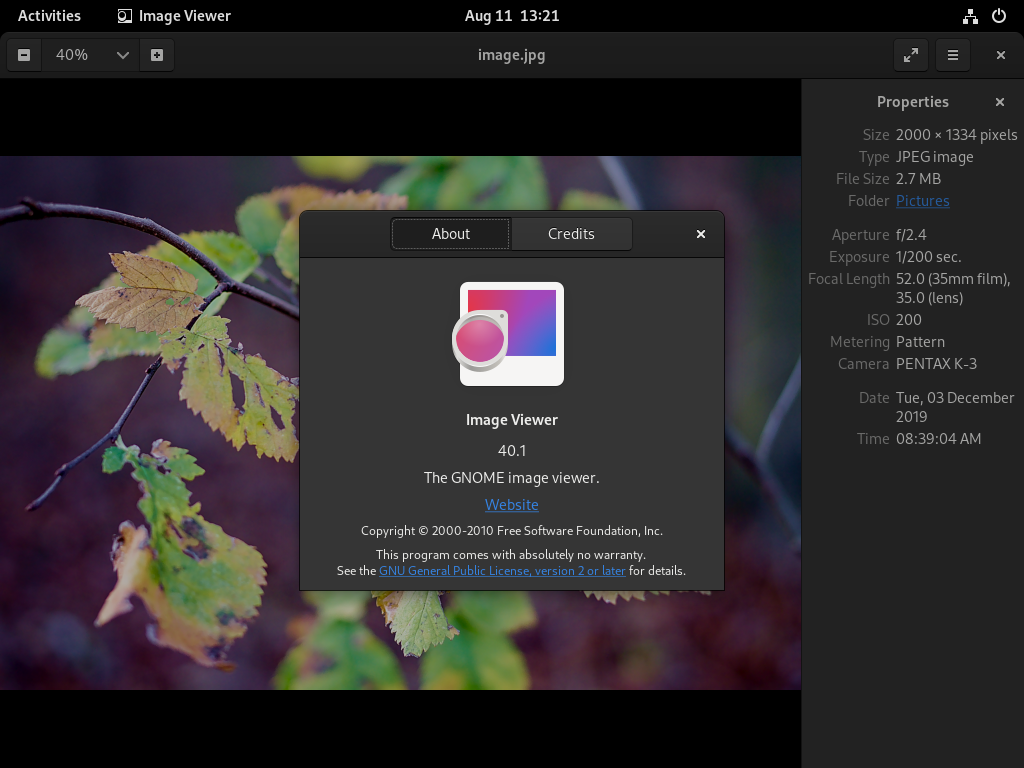 Activities
Image Viewer
Aug 11 13:21
40%
image.jpg
Properties
Size 2000 × 1334 pixels
Type JPEG image
File Size 2.7 MB
Folder Pictures
Aperture f/2.4
Exposure 1/200 sec.
Focal Length 52.0 (35mm film),
35.0 (lens)
ISO 200
Metering Pattern
Camera PENTAX K-3
Date Tue, 03 December
2019
Time 08:39:04 AM
About
Credits
Image Viewer
40.1
The GNOME image viewer.
Website
Copyright © 2000-2010 Free Software Foundation, Inc.
This program comes with absolutely no warranty.
See the GNU General Public License, version 2 or later for details.